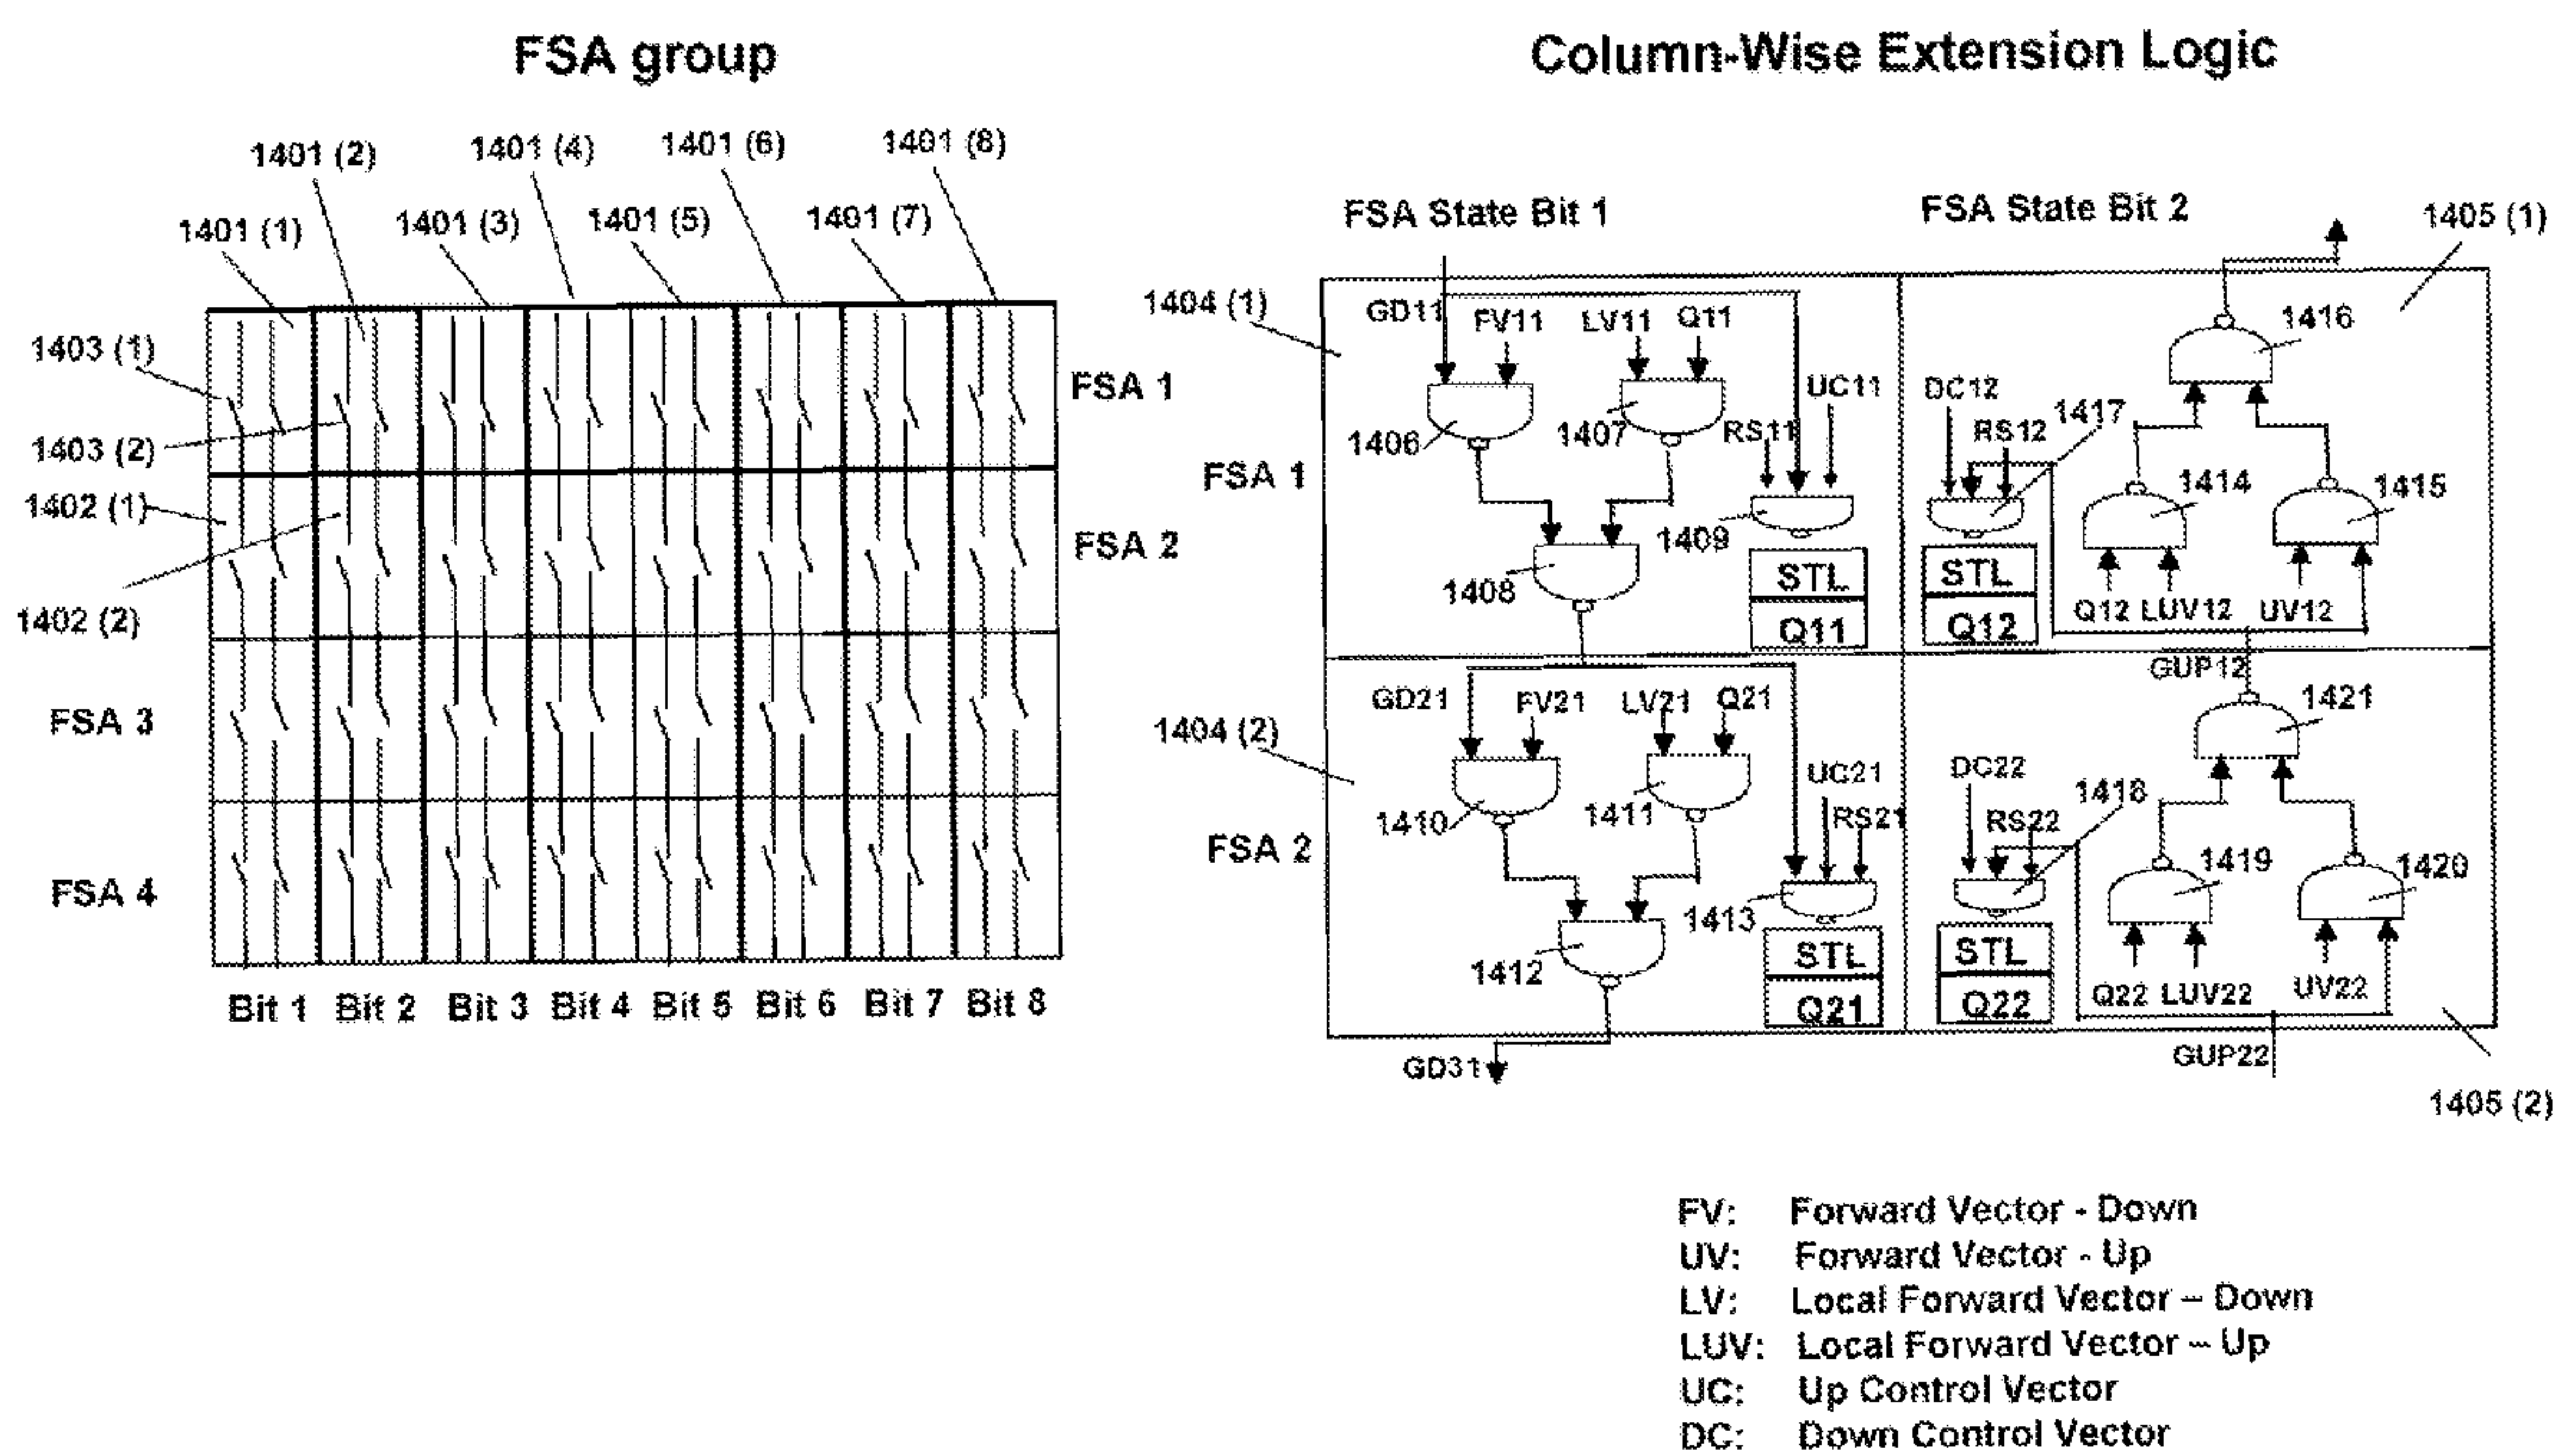 FSA group
Column-Wise Extension Logic
1401 (2)
1401 (4)
1401 (6)
1401 (8)
1401 (1)
1401 (3)
1401 (5)
1401 (7)
1403 (1)
1403 (2)
1402 (1)
1402 (2)
FSA 1
FSA 2
FSA 3
FSA 4
Bit 1 Bit 2 Bit 3 Bit 4 Bit 5 Bit 6 Bit 7 Bit 8
FSA State Bit 1
FSA State Bit 2
1405 (1)
1404 (1)
GD11 FV11 LV11 Q11
1406
1407
RS11
UC11
FSA 1
1408
1409
STL
Q11
1416
DC12
RS12
1417
1414
1415
STL
Q12
Q12 LUV12 UV12
GUP12
1404 (2)
GD21 FV21 LV21 Q21
1410
1411
UC21
RS21
FSA 2
1412
1413
STL
Q21
GD31
1421
DC22
RS22
1418
1419
1420
STL
Q22
Q22 LUV22 UV22
GUP22
1405 (2)
FV: Forward Vector - Down
UV: Forward Vector - Up
LV: Local Forward Vector – Down
LUV: Local Forward Vector – Up
UC: Up Control Vector
DC: Down Control Vector